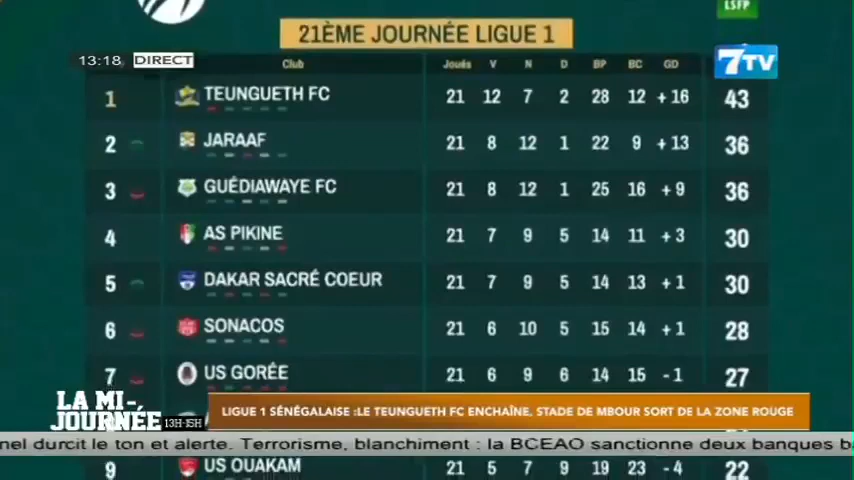 LSFP
21ÈME JOURNÉE LIGUE 1
13:18 DIRECT
7TV
Club Joués V N D BP BC GD
1 TEUNGUETH FC 21 12 7 2 28 12 + 16 43
2 JARAAF 21 8 12 1 22 9 + 13 36
3 GUÉDIAWAYE FC 21 8 12 1 25 16 + 9 36
4 AS PIKINE 21 7 9 5 14 11 + 3 30
5 DAKAR SACRÉ COEUR 21 7 9 5 14 13 + 1 30
6 SONACOS 21 6 10 5 15 14 + 1 28
7 US GORÉE 21 6 9 6 14 15 - 1 27
LA MI-
JOURNÉE 13H-15H
LIGUE 1 SÉNÉGALAISE :LE TEUNGUETH FC ENCHAÎNE, STADE DE MBOUR SORT DE LA ZONE ROUGE
nel durcit le ton et alerte. Terrorisme, blanchiment : la BCEAO sanctionne deux banques b
9 US OUAKAM 21 5 7 9 19 23 - 4 22